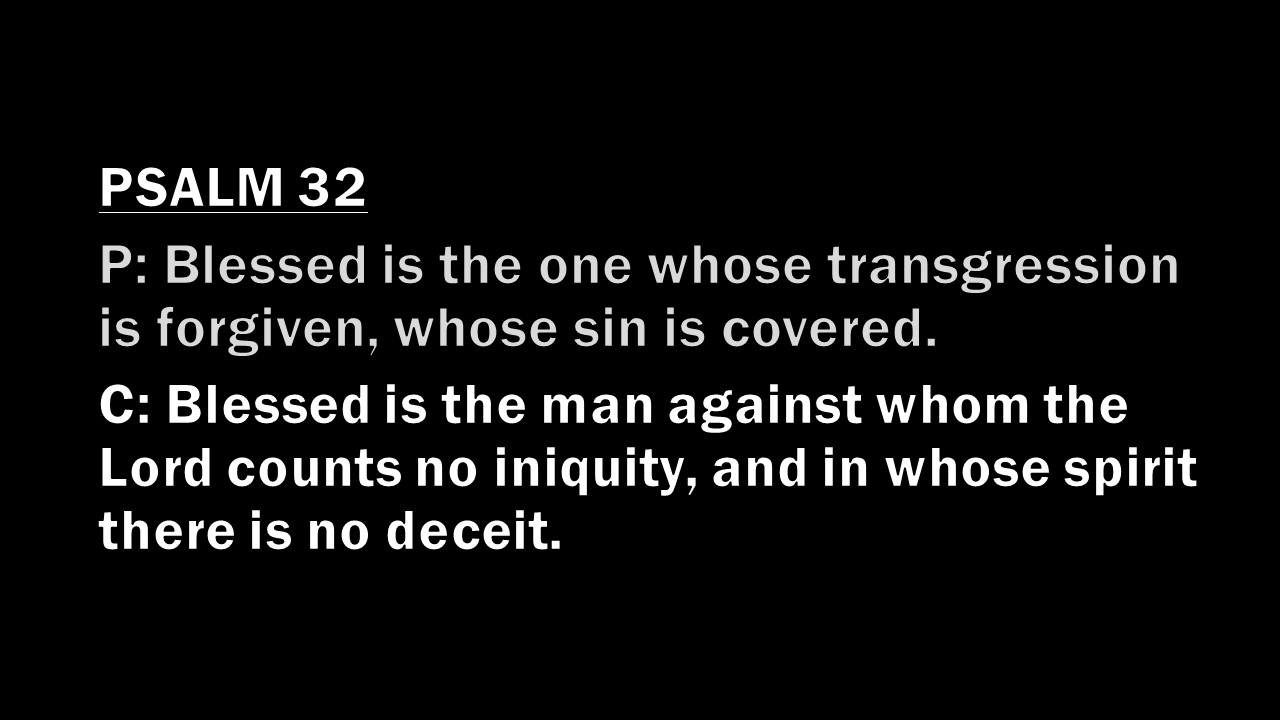 PSALM 32
P: Blessed is the one whose transgression
is forgiven, whose sin is covered.
C: Blessed is the man against whom the
Lord counts no iniquity, and in whose spirit
there is no deceit.